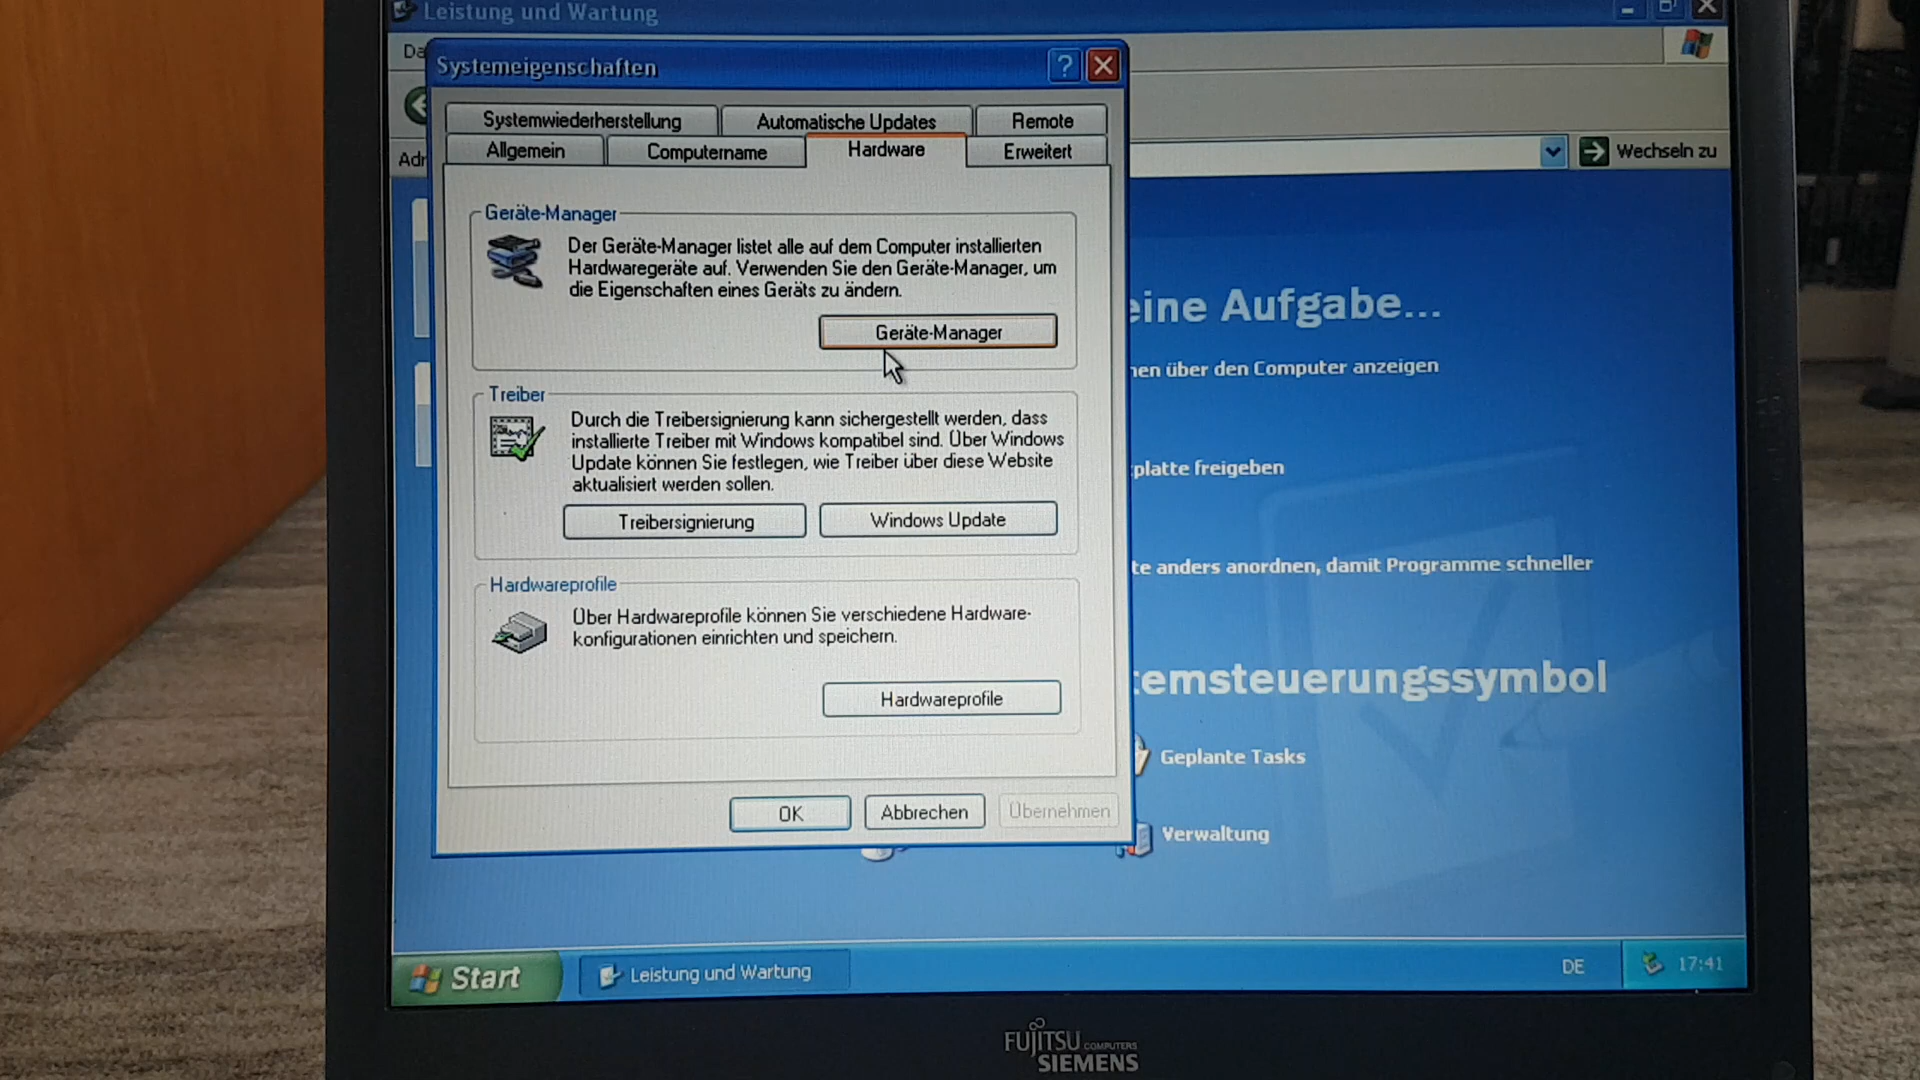 Leistung und Wartung
Da
Systemeigenschaften
?
Systemwiederherstellung
Automatische Updates
Remote
Allgemein
Computername
Hardware
Erweitert
Adr
Wechseln zu
Geräte-Manager
Der Geräte-Manager listet alle auf dem Computer installierten
Hardwaregeräte auf. Verwenden Sie den Geräte-Manager, um
die Eigenschaften eines Geräts zu ändern.
Geräte-Manager
Treiber
Durch die Treibersignierung kann sichergestellt werden, dass
installierte Treiber mit Windows kompatibel sind. Über Windows
Update können Sie festlegen, wie Treiber über diese Website
aktualisiert werden sollen.
Treibersignierung
Windows Update
Hardwareprofile
Über Hardwareprofile können Sie verschiedene Hardware-
konfigurationen einrichten und speichern.
Hardwareprofile
OK
Abbrechen
Übernehmen
eine Aufgabe...
nen über den Computer anzeigen
platte freigeben
te anders anordnen, damit Programme schneller
temsteuerungssymbol
Geplante Tasks
Verwaltung
Start
Leistung und Wartung
DE
17:41
FUJITSU COMPUTERS
SIEMENS